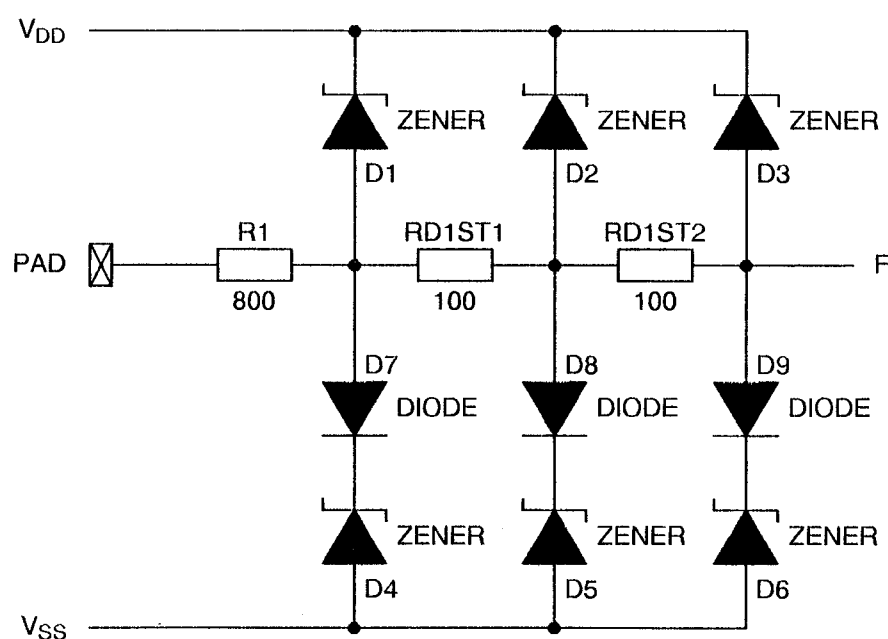 VDD
ZENER ZENER ZENER
D1 D2 D3
R1 RD1ST1 RD1ST2
PAD F
800 100 100
D7 D8 D9
DIODE DIODE DIODE
ZENER ZENER ZENER
D4 D5 D6
VSS